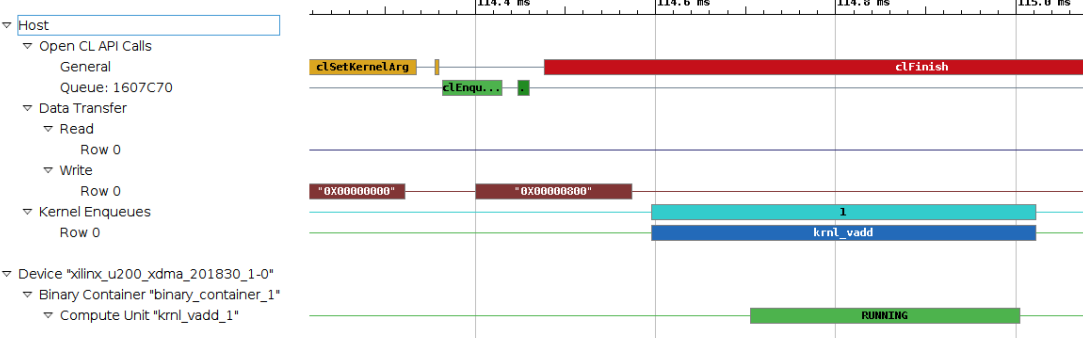 114.4 ms 114.6 ms 114.8 ms 115.0 ms
Host
Open CL API Calls
General clSetKernelArg clFinish
Queue: 1607C70 clEnqu... .
Data Transfer
Read
Row 0
Write
Row 0 "0X00000000" "0X00000800"
Kernel Enqueues 1
Row 0 krnl_vadd
Device "xilinx_u200_xdma_201830_1-0"
Binary Container "binary_container_1"
Compute Unit "krnl_vadd_1" RUNNING